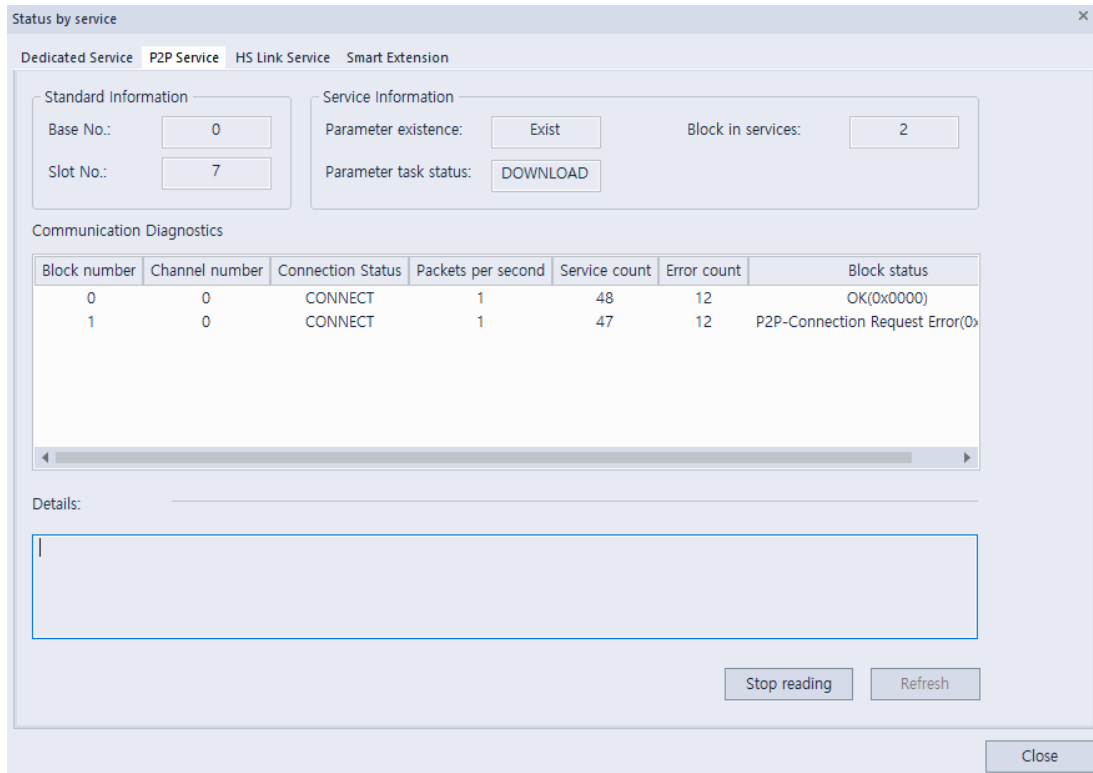 Status by service
Dedicated Service P2P Service HS Link Service Smart Extension
Standard Information
Base No.: 0
Slot No.: 7
Service Information
Parameter existence: Exist Block in services: 2
Parameter task status: DOWNLOAD
Communication Diagnostics
Block number Channel number Connection Status Packets per second Service count Error count Block status
0 0 CONNECT 1 48 12 OK(0x0000)
1 0 CONNECT 1 47 12 P2P-Connection Request Error(0x
Details:
Stop reading Refresh
Close